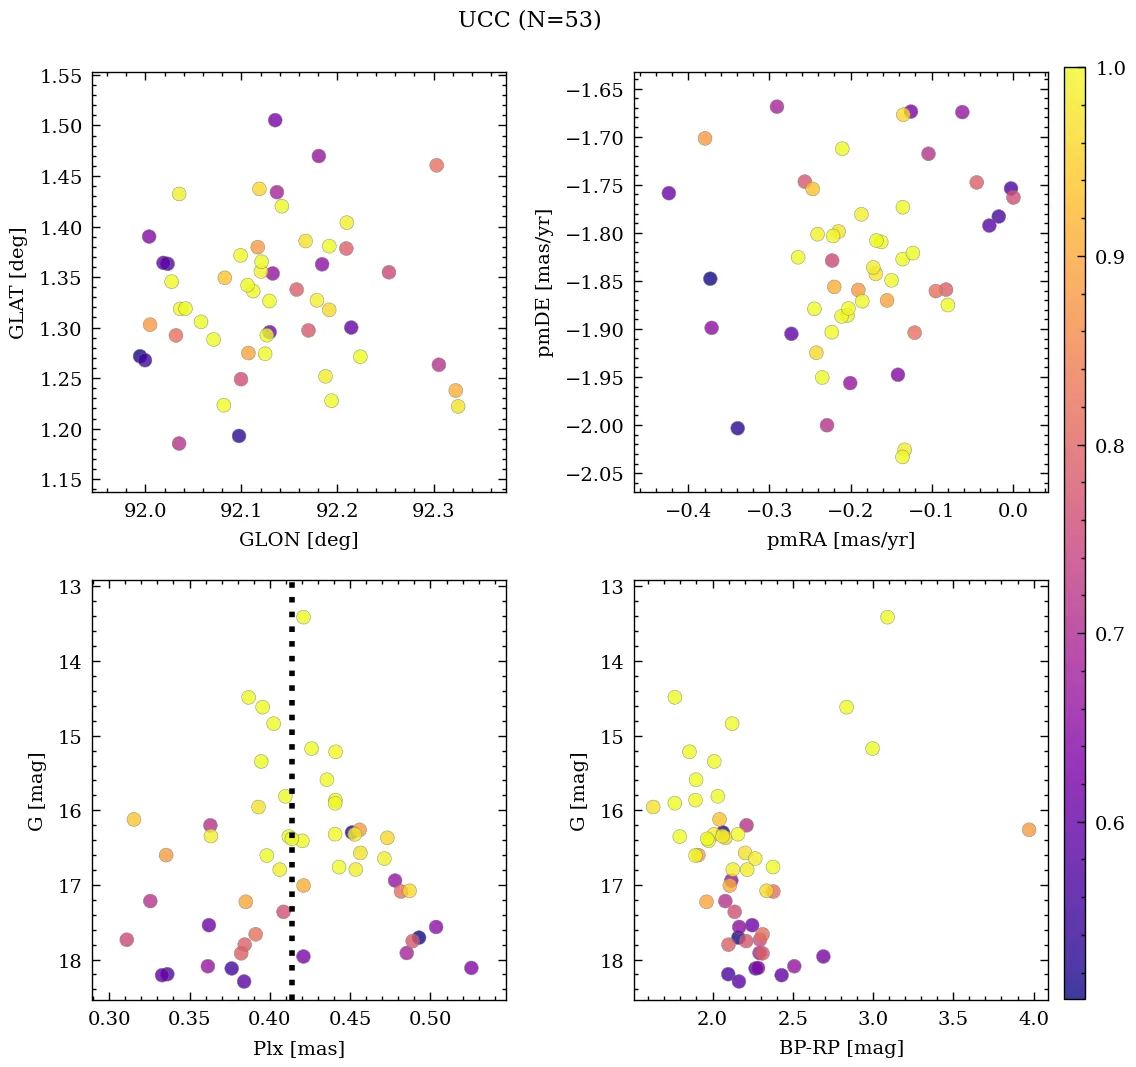 UCC (N=53)
1.55
1.50
1.45
1.40
1.35
1.30
1.25
1.20
1.15
GLAT [deg]
92.0 92.1 92.2 92.3
GLON [deg]
−1.65
−1.70
−1.75
−1.80
−1.85
−1.90
−1.95
−2.00
−2.05
pmDE [mas/yr]
−0.4 −0.3 −0.2 −0.1 0.0
pmRA [mas/yr]
13
14
15
16
17
18
G [mag]
0.30 0.35 0.40 0.45 0.50
Plx [mas]
13
14
15
16
17
18
G [mag]
2.0 2.5 3.0 3.5 4.0
BP-RP [mag]
1.0
0.9
0.8
0.7
0.6